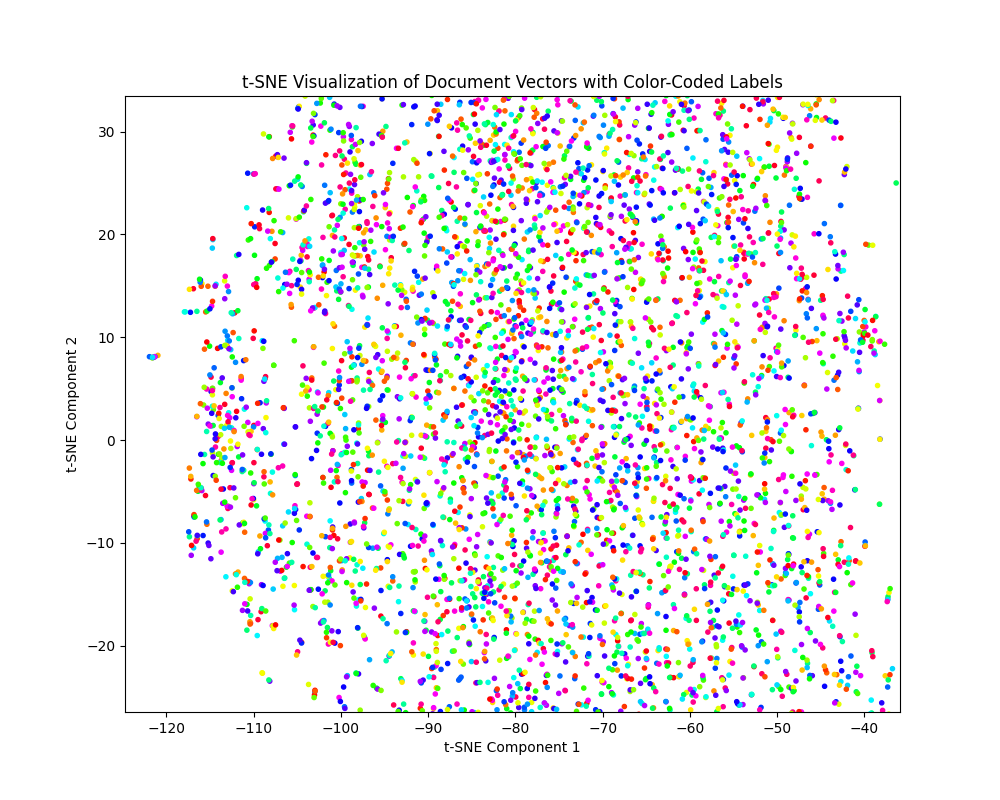 t-SNE Visualization of Document Vectors with Color-Coded Labels
30
20
10
0
−10
−20
t-SNE Component 2
−120 −110 −100 −90 −80 −70 −60 −50 −40
t-SNE Component 1